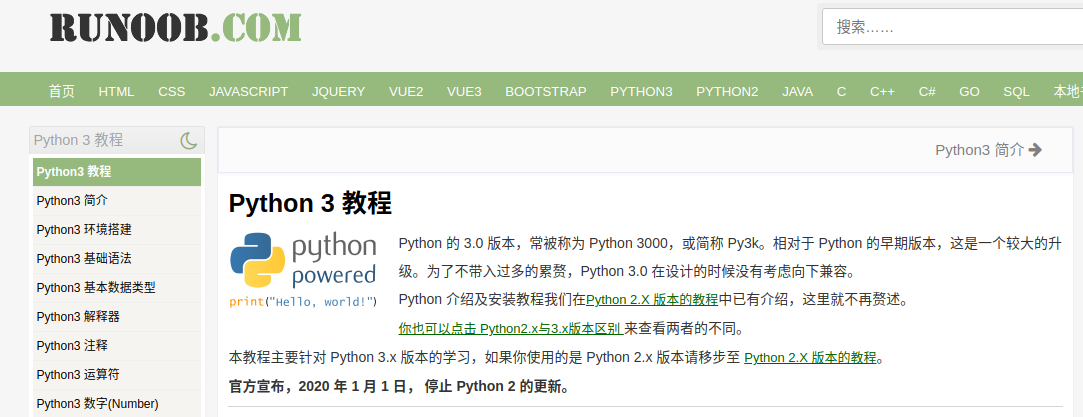 RUNOOB.COM
搜索……
首页 HTML CSS JAVASCRIPT JQUERY VUE2 VUE3 BOOTSTRAP PYTHON3 PYTHON2 JAVA C C++ C# GO SQL 本地
Python 3 教程
Python3 教程
Python3 简介
Python3 环境搭建
Python3 基础语法
Python3 基本数据类型
Python3 解释器
Python3 注释
Python3 运算符
Python3 数字(Number)
Python3 简介
Python 3 教程
python
powered
print("Hello, world!")
Python 的 3.0 版本，常被称为 Python 3000，或简称 Py3k。相对于 Python 的早期版本，这是一个较大的升
级。为了不带入过多的累赘，Python 3.0 在设计的时候没有考虑向下兼容。
Python 介绍及安装教程我们在Python 2.X 版本的教程中已有介绍，这里就不再赘述。
你也可以点击 Python2.x与3.x版本区别 来查看两者的不同。
本教程主要针对 Python 3.x 版本的学习，如果你使用的是 Python 2.x 版本请移步至 Python 2.X 版本的教程。
官方宣布，2020 年 1 月 1 日， 停止 Python 2 的更新。